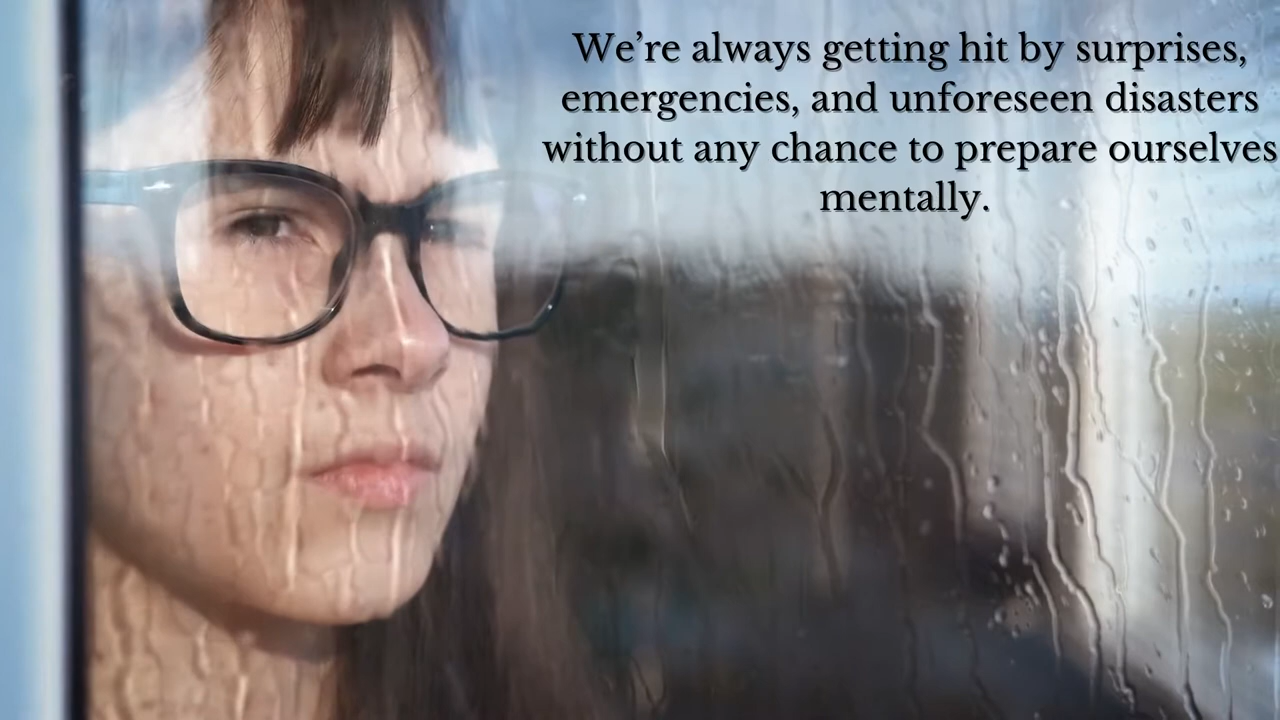 We’re always getting hit by surprises,
emergencies, and unforeseen disasters
without any chance to prepare ourselves
mentally.